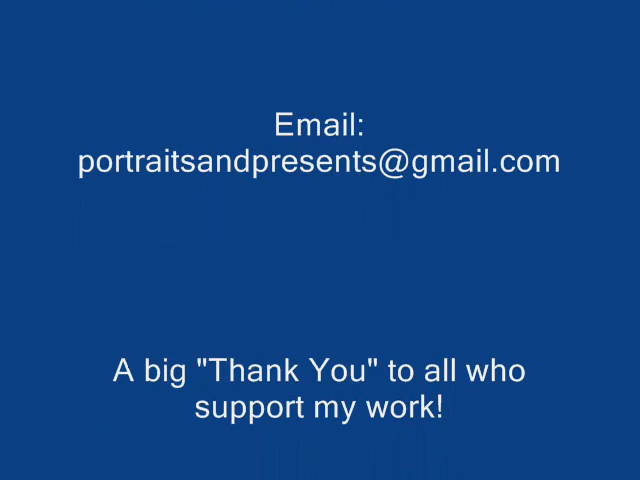 Email:
portraitsandpresents@gmail.com
A big "Thank You" to all who
support my work!